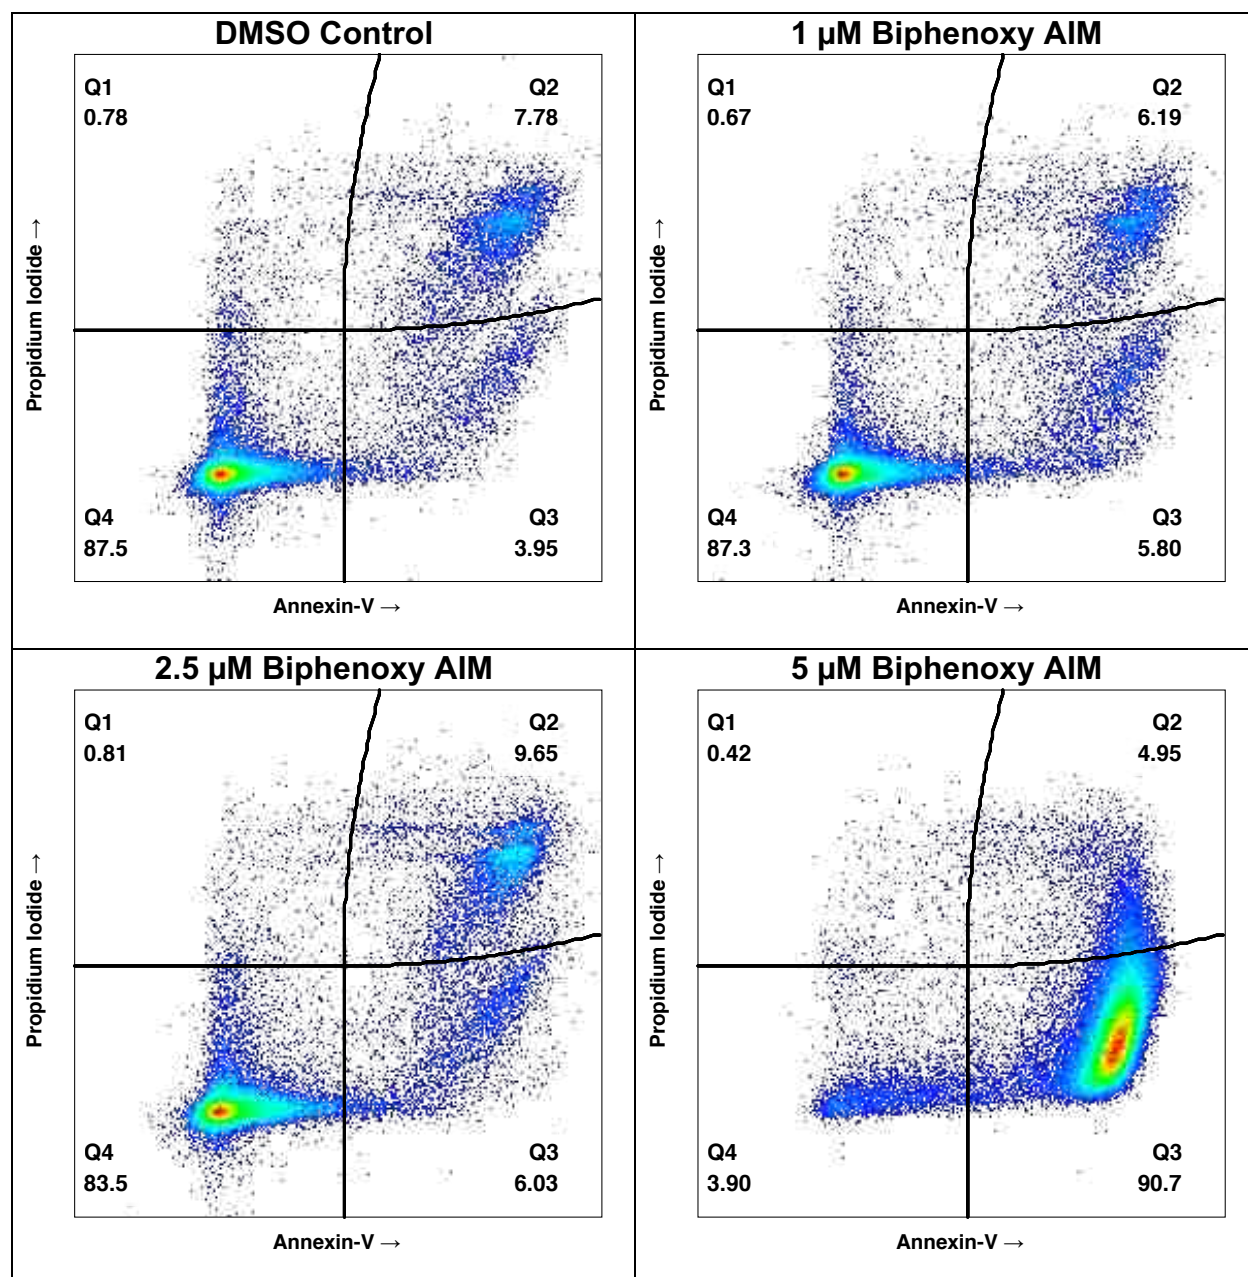 DMSO Control
Q1
0.78
Q2
7.78
Q4
87.5
Q3
3.95
Propidium Iodide →
Annexin-V →
1 µM Biphenoxy AIM
Q1
0.67
Q2
6.19
Q4
87.3
Q3
5.80
Propidium Iodide →
Annexin-V →
2.5 µM Biphenoxy AIM
Q1
0.81
Q2
9.65
Q4
83.5
Q3
6.03
Propidium Iodide →
Annexin-V →
5 µM Biphenoxy AIM
Q1
0.42
Q2
4.95
Q4
3.90
Q3
90.7
Propidium Iodide →
Annexin-V →